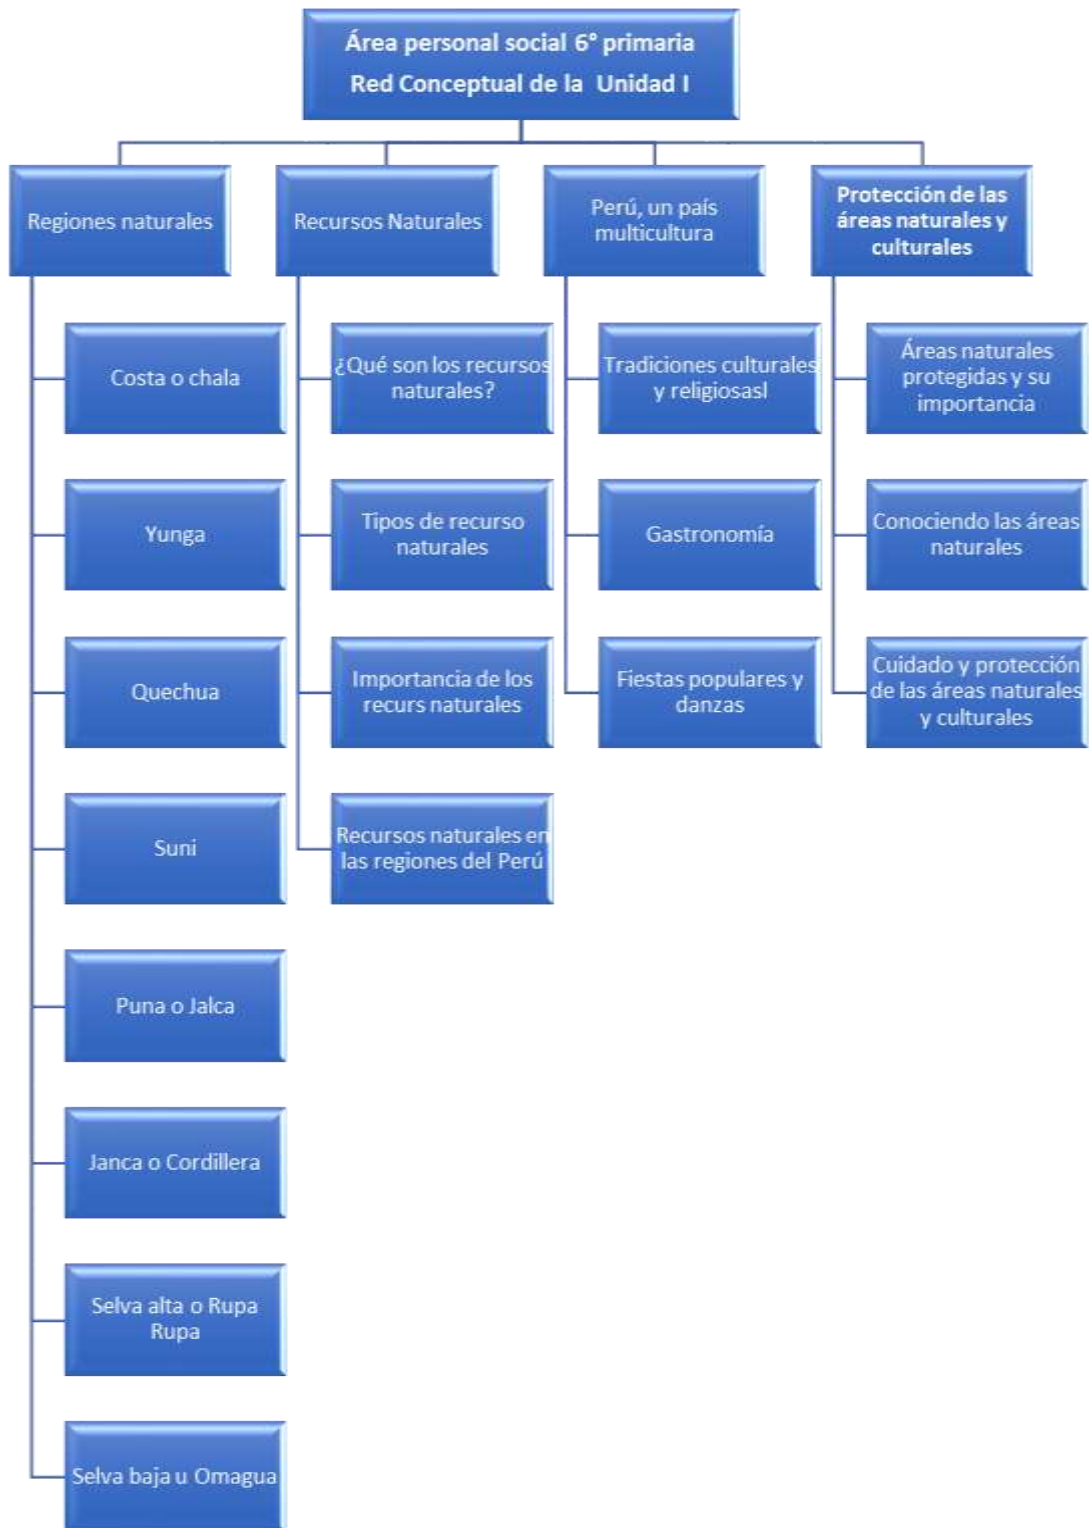 Área personal social 6° primaria
Red Conceptual de la Unidad I
Regiones naturales
Costa o chala
Yunga
Quechua
Suni
Puna o Jalca
Janca o Cordillera
Selva alta o Rupa
Rupa
Selva baja u Omagua
Recursos Naturales
¿Qué son los recursos
naturales?
Tipos de recurso
naturales
Importancia de los
recurs naturales
Recursos naturales en
las regiones del Perú
Perú, un país
multicultura
Tradiciones culturales
y religiosasl
Gastronomía
Fiestas populares y
danzas
Protección de las
áreas naturales y
culturales
Áreas naturales
protegidas y su
importancia
Conociendo las áreas
naturales
Cuidado y protección
de las áreas naturales
y culturales